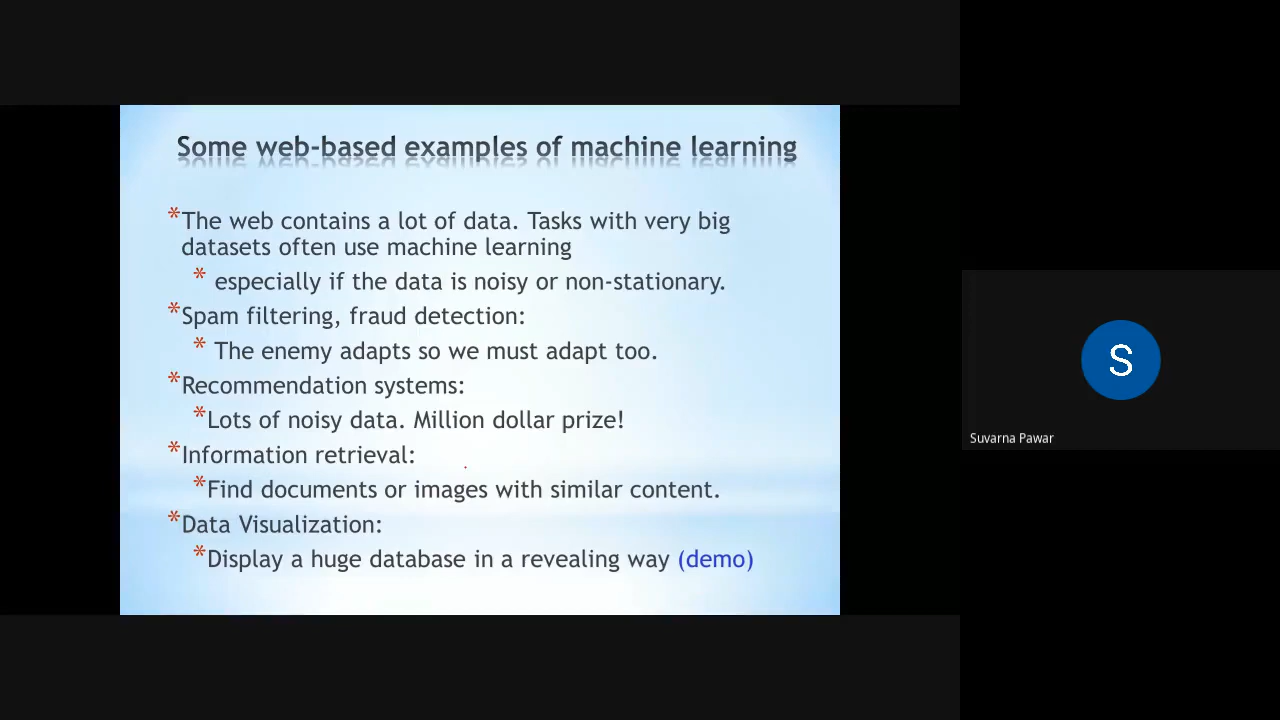 Some web-based examples of machine learning
*The web contains a lot of data. Tasks with very big
datasets often use machine learning
* especially if the data is noisy or non-stationary.
*Spam filtering, fraud detection:
* The enemy adapts so we must adapt too.
*Recommendation systems:
*Lots of noisy data. Million dollar prize!
*Information retrieval:
*Find documents or images with similar content.
*Data Visualization:
*Display a huge database in a revealing way (demo)
S
Suvarna Pawar